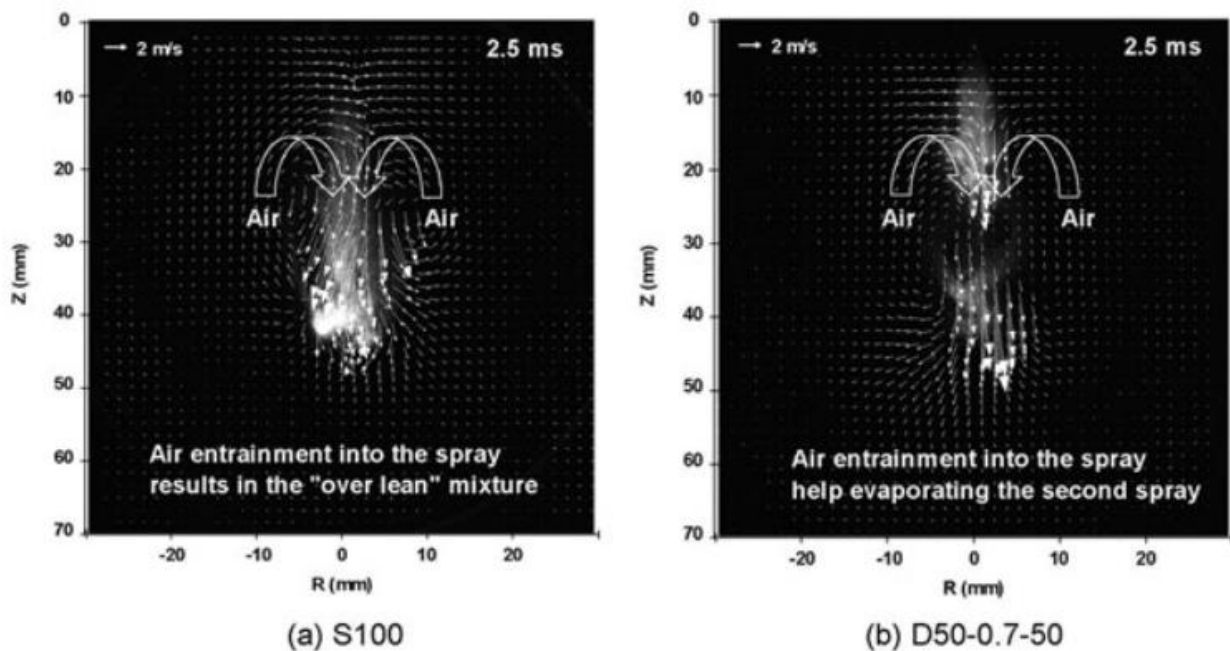 0
2 m/s
2.5 ms
10
20
Air
Air
30
Z (mm)
40
50
60
Air entrainment into the spray
results in the "over lean" mixture
70
-20
-10
0
10
20
R (mm)
(a) S100
0
2 m/s
2.5 ms
10
20
Air
Air
30
Z (mm)
40
50
60
Air entrainment into the spray
help evaporating the second spray
70
-20
-10
0
10
20
R (mm)
(b) D50-0.7-50